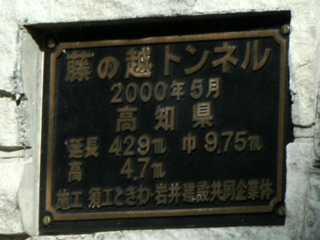 藤の越トンネル
2000年5月
高知県
延長 429m 巾 9.75m
高 4.7m
施工 須工ときわ・岩井建設共同企業体